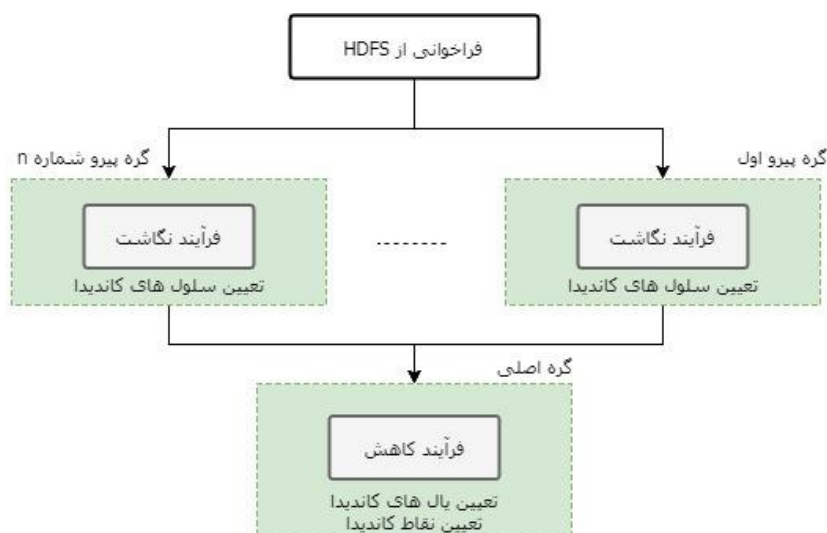 فراخوانی از HDFS
گره پیرو اول
گره پیرو شماره n
فرآیند نگاشت
فرآیند نگاشت
تعیین سلول های کاندیدا
تعیین سلول های کاندیدا
گره اصلی
فرآیند کاهش
تعیین یال های کاندیدا
تعیین نقاط کاندیدا